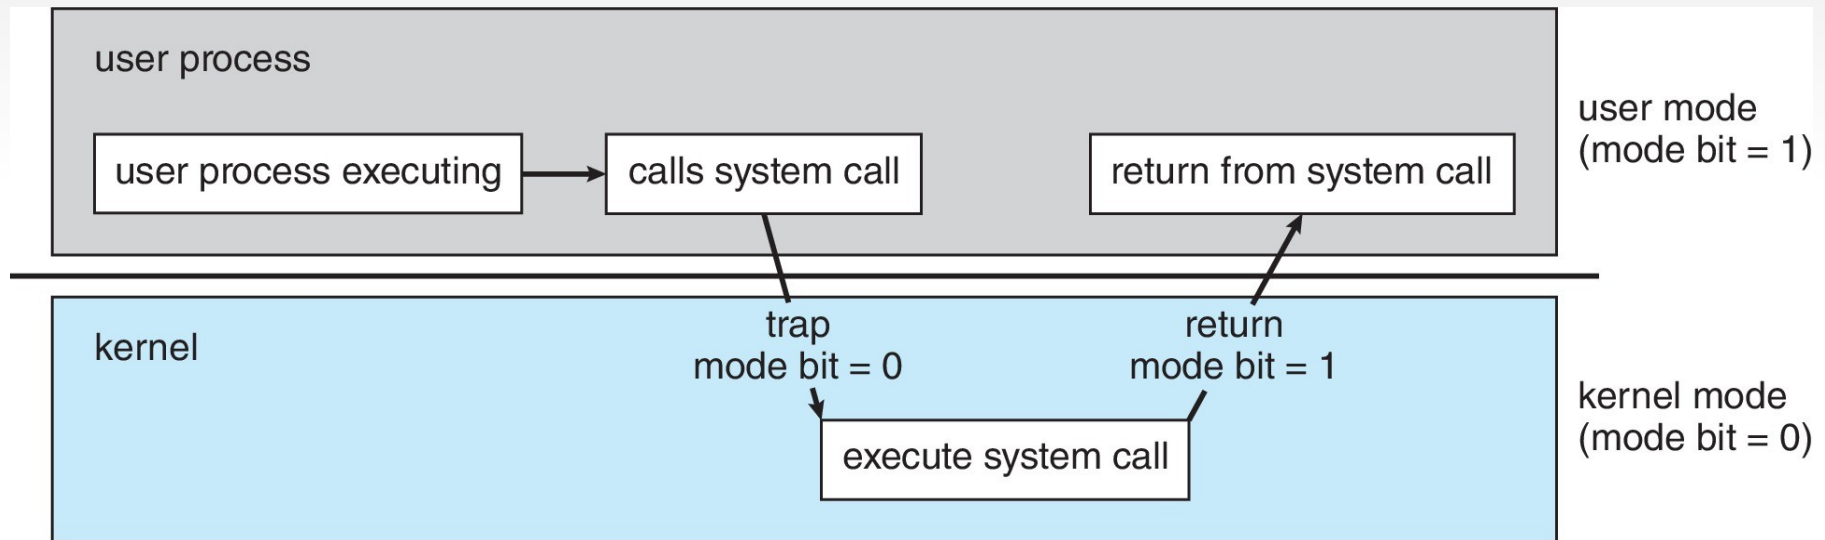 user process
user process executing
calls system call
return from system call
user mode
(mode bit = 1)
kernel
trap
mode bit = 0
return
mode bit = 1
execute system call
kernel mode
(mode bit = 0)